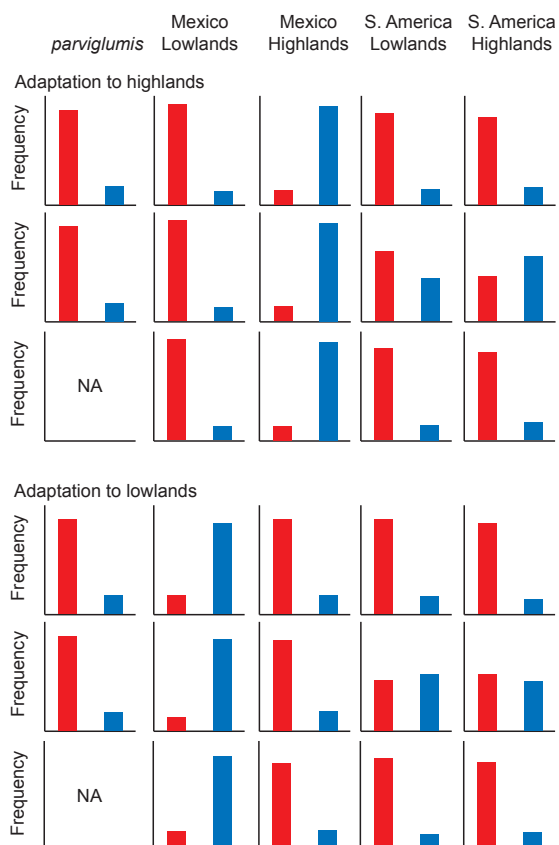 parviglumis
Mexico
Lowlands
Mexico
Highlands
S. America
Lowlands
S. America
Highlands
Adaptation to highlands
Frequency
Frequency
Frequency
NA
Adaptation to lowlands
Frequency
Frequency
Frequency
NA